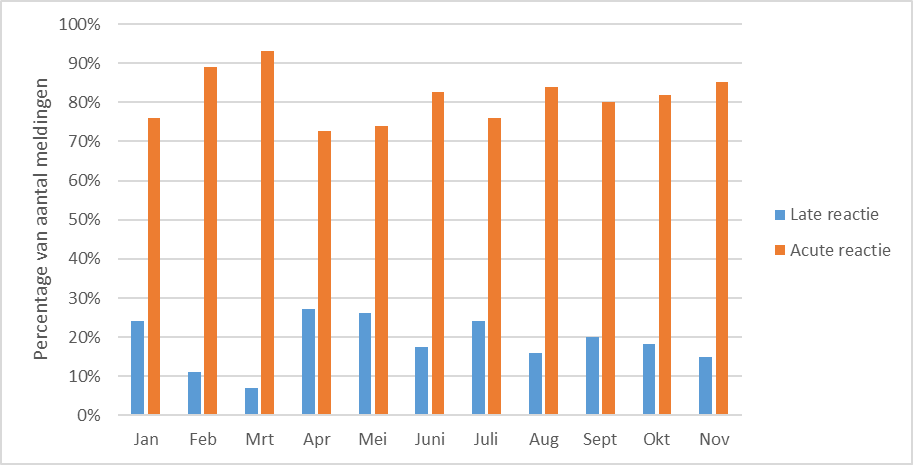 100%
90%
80%
70%
60%
50%
40%
30%
20%
10%
0%
Percentage van aantal meldingen
Jan Feb Mrt Apr Mei Juni Juli Aug Sept Okt Nov
Late reactie
Acute reactie